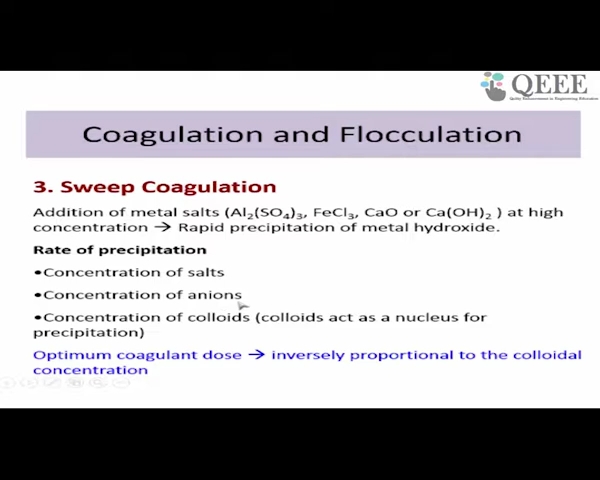 QEEE
Quality Enhancement in Engineering Education
Coagulation and Flocculation
3. Sweep Coagulation
Addition of metal salts (Al₂(SO₄)₃, FeCl₃, CaO or Ca(OH)₂ ) at high
concentration → Rapid precipitation of metal hydroxide.
Rate of precipitation
•Concentration of salts
•Concentration of anions
•Concentration of colloids (colloids act as a nucleus for
precipitation)
Optimum coagulant dose → inversely proportional to the colloidal
concentration